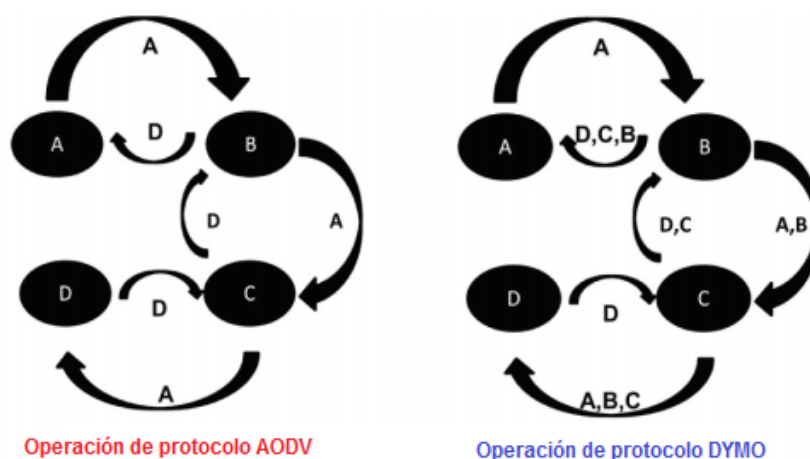 A
A
B
D
D
A
D
C
D
A
Operación de protocolo AODV
A
A
B
D,C,B
D,C
A,B
D
C
D
A,B,C
Operación de protocolo DYMO